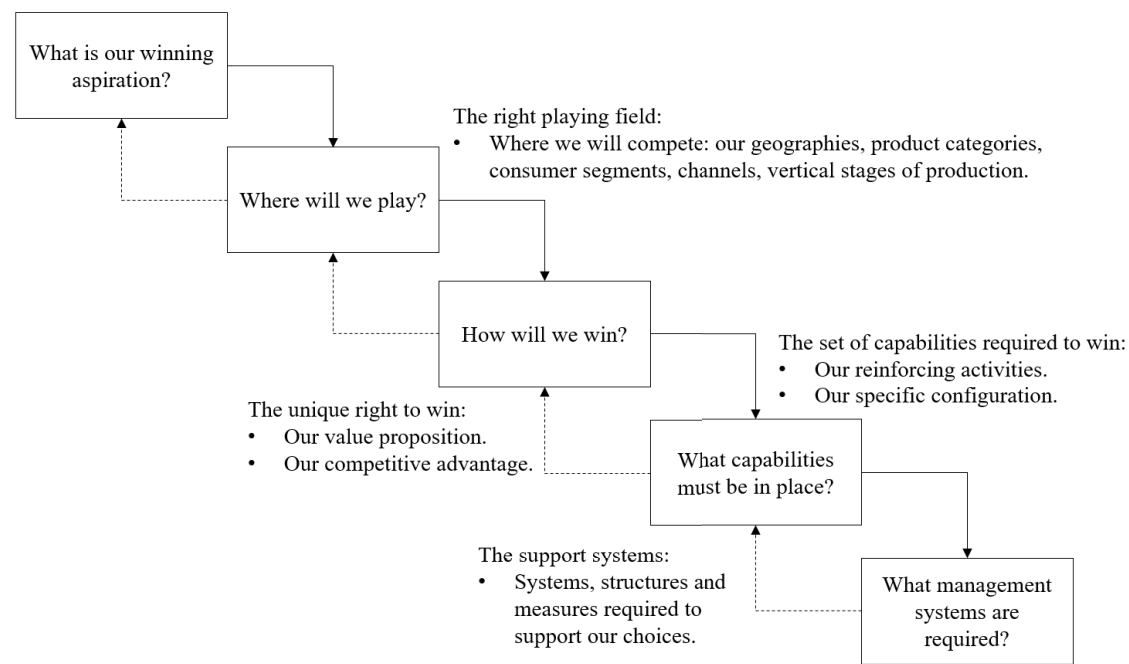 What is our winning
aspiration?
The right playing field:
• Where we will compete: our geographies, product categories,
consumer segments, channels, vertical stages of production.
Where will we play?
How will we win?
The set of capabilities required to win:
• Our reinforcing activities.
• Our specific configuration.
The unique right to win:
• Our value proposition.
• Our competitive advantage.
What capabilities
must be in place?
The support systems:
• Systems, structures and
measures required to
support our choices.
What management
systems are
required?